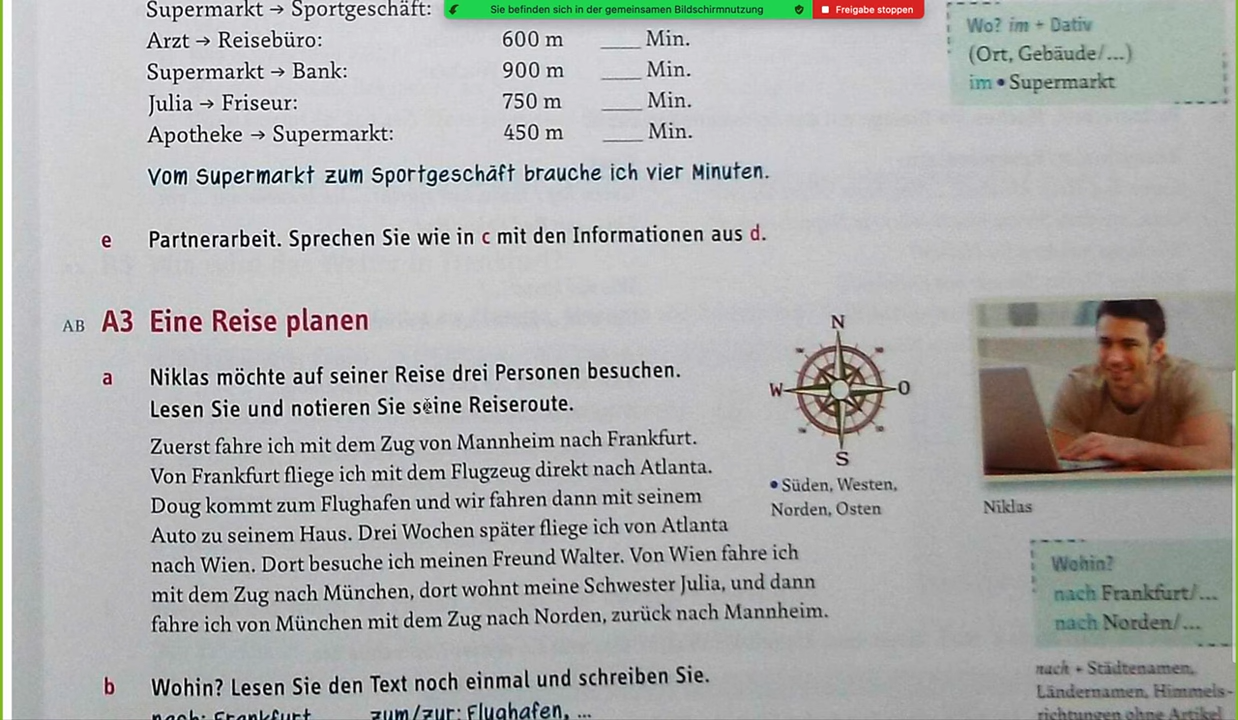 Supermarkt → Sportgeschäft:
Sie befinden sich in der gemeinsamen Bildschirmnutzung
Freigabe stoppen
Arzt → Reisebüro: 600 m ____ Min.
Supermarkt → Bank: 900 m ____ Min.
Julia → Friseur: 750 m ____ Min.
Apotheke → Supermarkt: 450 m ____ Min.
Wo? im + Dativ
(Ort, Gebäude/...)
im • Supermarkt
Vom Supermarkt zum Sportgeschäft brauche ich vier Minuten.
e Partnerarbeit. Sprechen Sie wie in c mit den Informationen aus d.
AB A3 Eine Reise planen
a Niklas möchte auf seiner Reise drei Personen besuchen.
Lesen Sie und notieren Sie seine Reiseroute.
Zuerst fahre ich mit dem Zug von Mannheim nach Frankfurt.
Von Frankfurt fliege ich mit dem Flugzeug direkt nach Atlanta.
Doug kommt zum Flughafen und wir fahren dann mit seinem
Auto zu seinem Haus. Drei Wochen später fliege ich von Atlanta
nach Wien. Dort besuche ich meinen Freund Walter. Von Wien fahre ich
mit dem Zug nach München, dort wohnt meine Schwester Julia, und dann
fahre ich von München mit dem Zug nach Norden, zurück nach Mannheim.
N
W O
S
• Süden, Westen,
Norden, Osten
Niklas
Wohin?
nach Frankfurt/...
nach Norden/...
nach + Städtenamen,
Ländernamen, Himmels-
richtungen ohne Artikel
b Wohin? Lesen Sie den Text noch einmal und schreiben Sie.
nach: Frankfurt zum/zur: Flughafen, ...